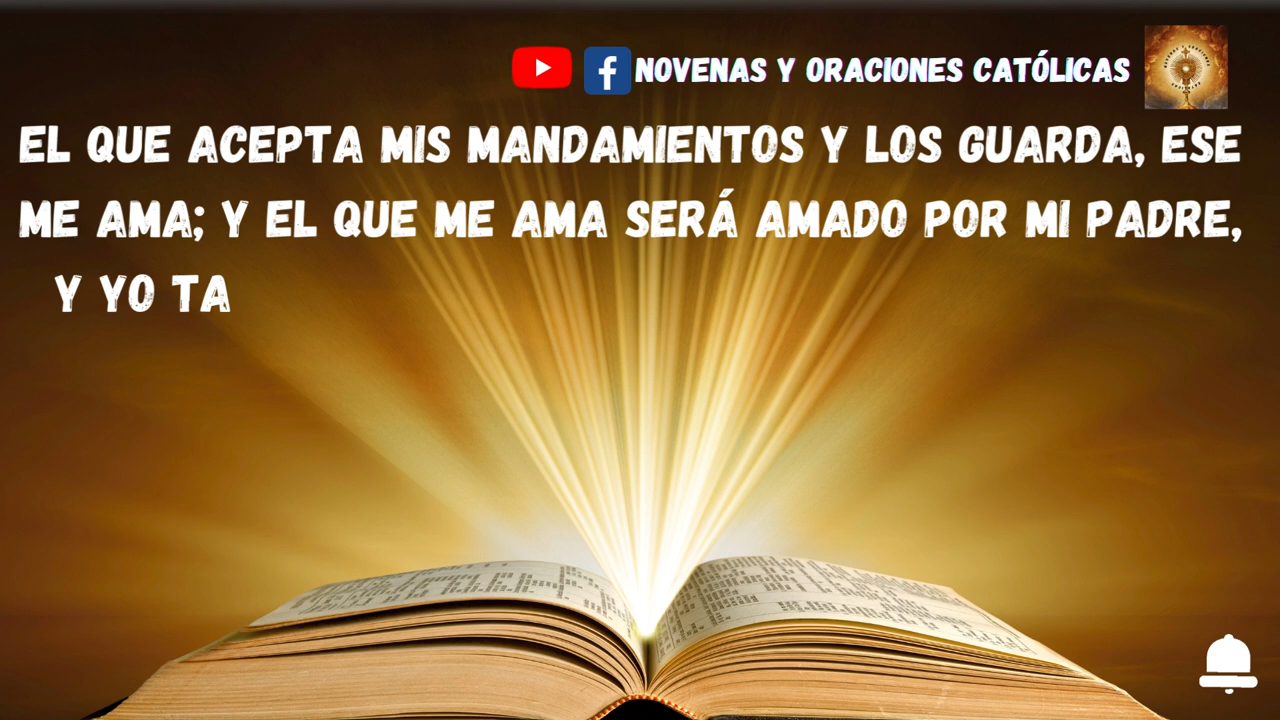 NOVENAS Y ORACIONES CATÓLICAS
EL QUE ACEPTA MIS MANDAMIENTOS Y LOS GUARDA, ESE
ME AMA; Y EL QUE ME AMA SERÁ AMADO POR MI PADRE,
Y YO TA